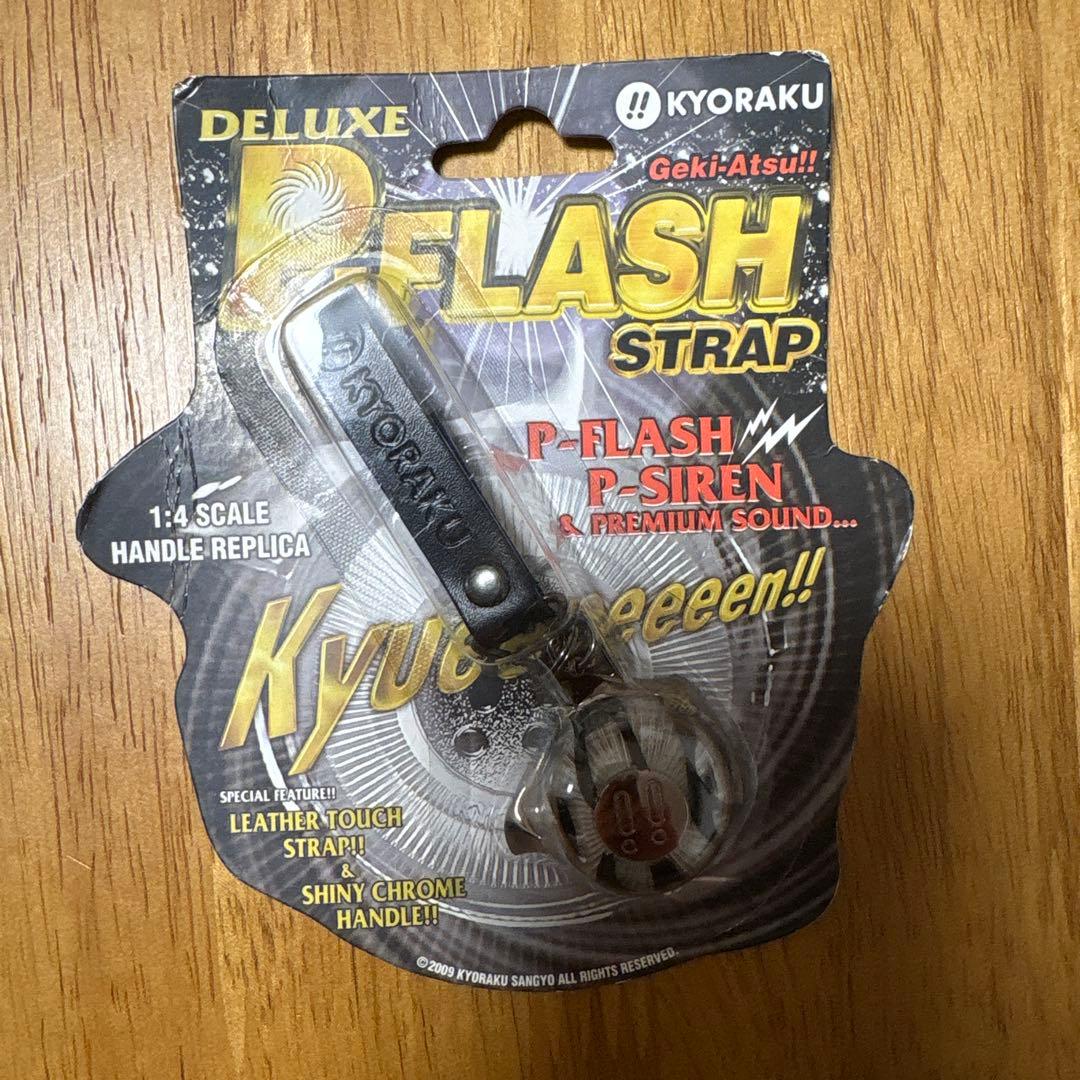 DELUXE
!! KYORAKU
Geki-Atsu!!
P-FLASH
STRAP
KYORAKU
P-FLASH
P-SIREN
& PREMIUM SOUND...
1:4 SCALE
HANDLE REPLICA
eeeeen!!
SPECIAL FEATURE!!
LEATHER TOUCH
STRAP!!
&
SHINY CHROME
HANDLE!!
!!
©2009 KYORAKU SANGYO ALL RIGHTS RESERVED.